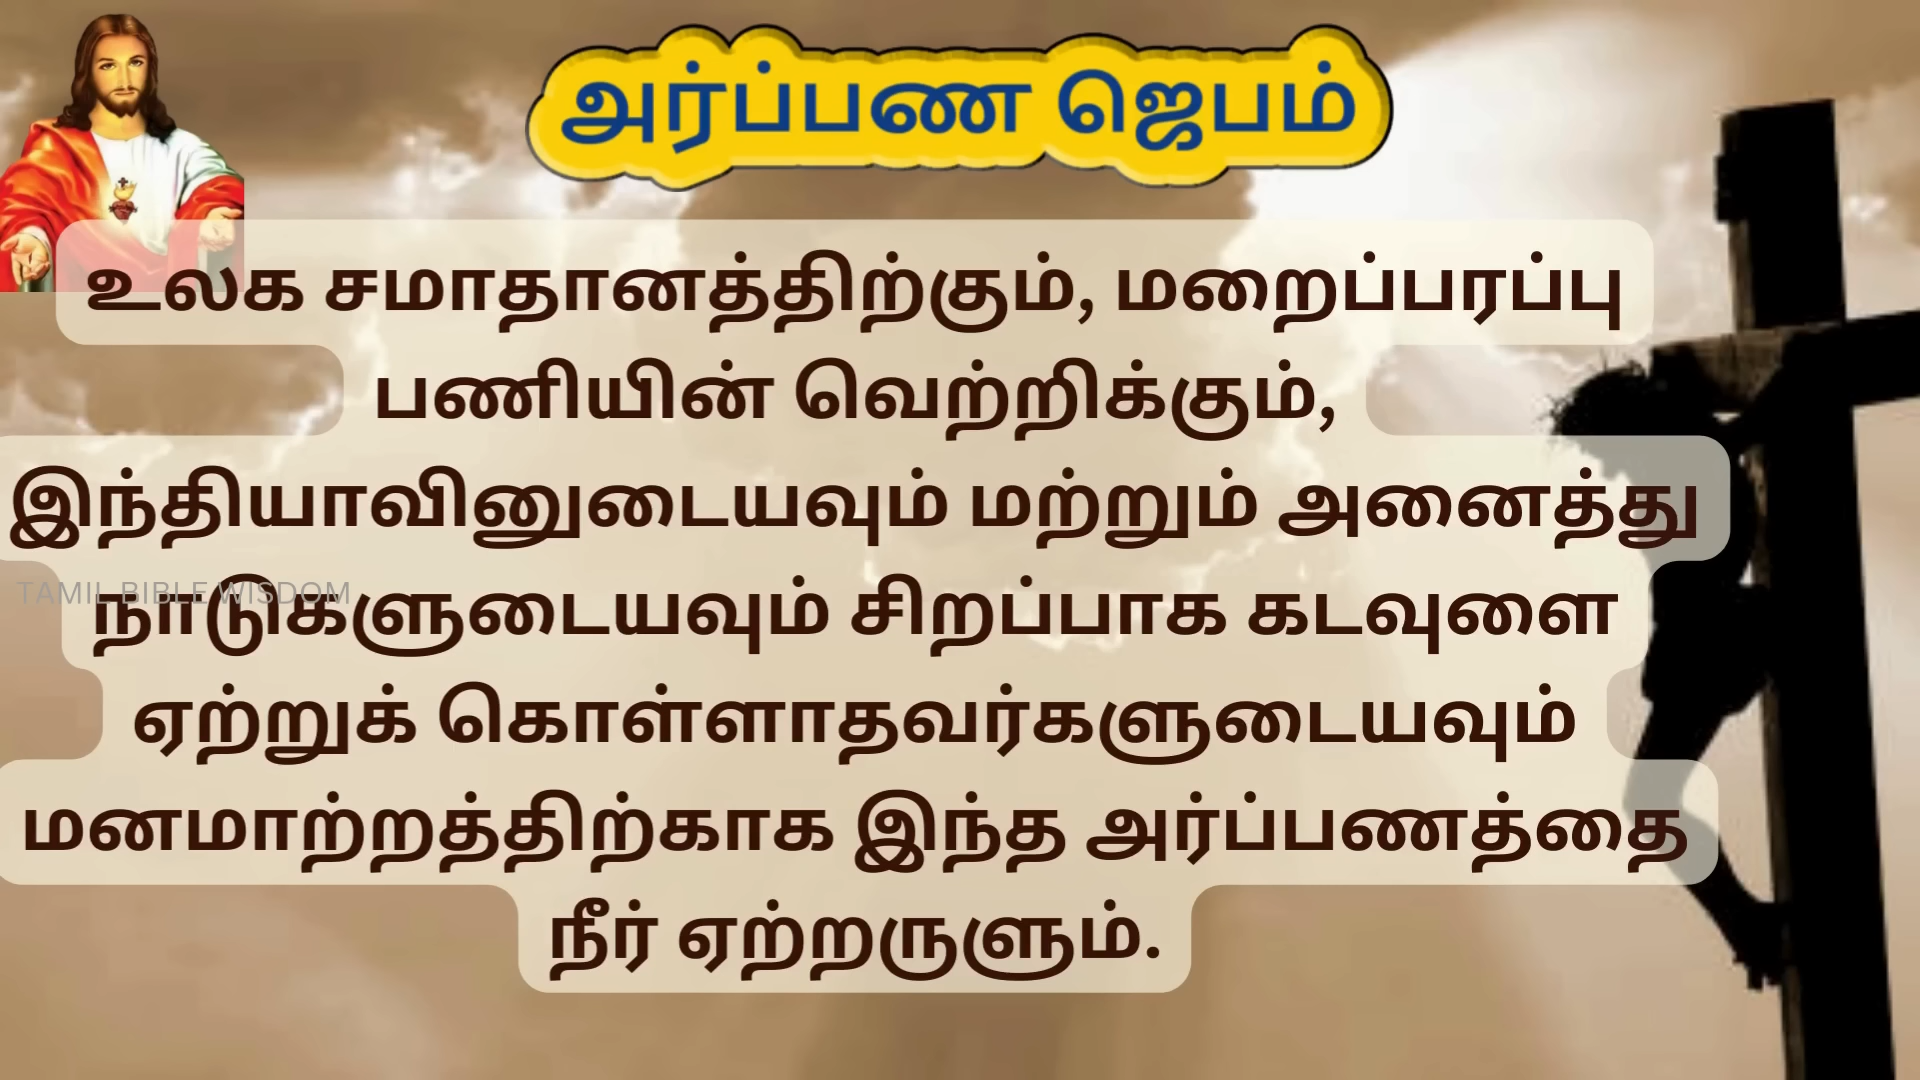 அர்ப்பண ஜெபம்
உலக சமாதானத்திற்கும், மறைப்பரப்பு
பணியின் வெற்றிக்கும்,
இந்தியாவினுடையவும் மற்றும் அனைத்து
நாடுகளுடையவும் சிறப்பாக கடவுளை
TAMIL BIBLE WISDOM
ஏற்றுக் கொள்ளாதவர்களுடையவும்
மனமாற்றத்திற்காக இந்த அர்ப்பணத்தை
நீர் ஏற்றருளும்.